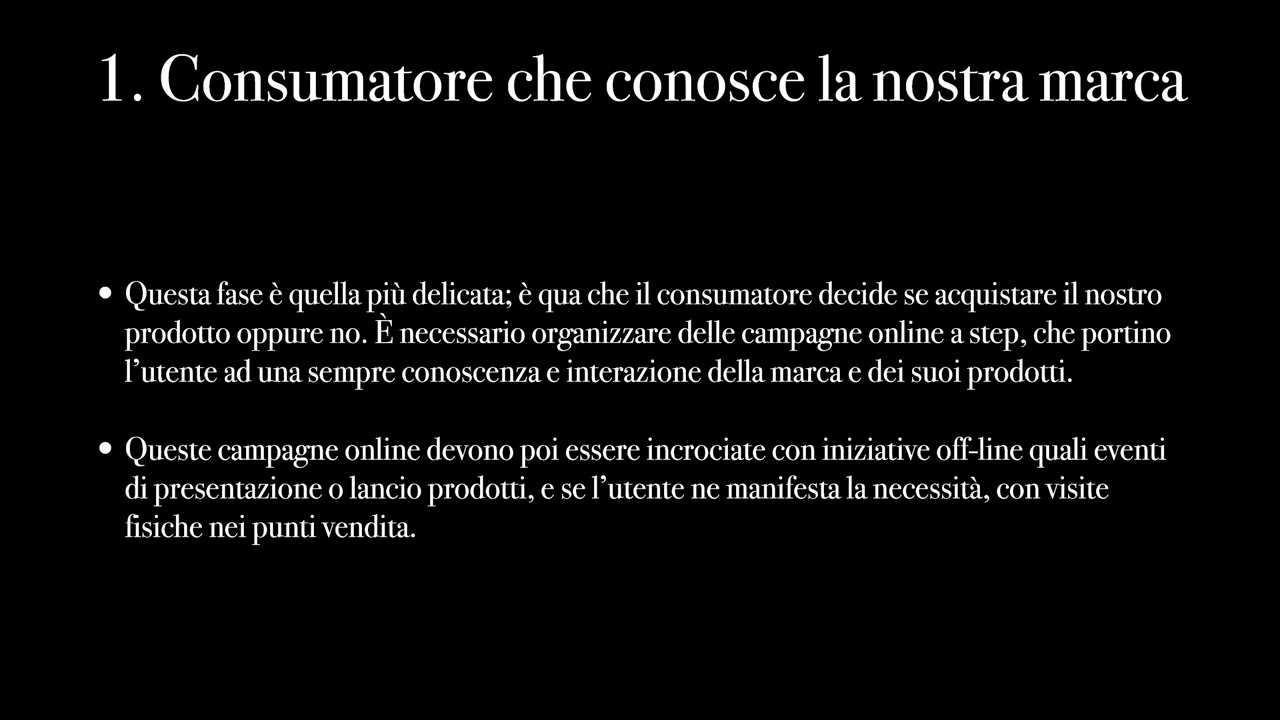 1. Consumatore che conosce la nostra marca
• Questa fase è quella più delicata; è qua che il consumatore decide se acquistare il nostro
prodotto oppure no. È necessario organizzare delle campagne online a step, che portino
l’utente ad una sempre conoscenza e interazione della marca e dei suoi prodotti.
• Queste campagne online devono poi essere incrociate con iniziative off-line quali eventi
di presentazione o lancio prodotti, e se l’utente ne manifesta la necessità, con visite
fisiche nei punti vendita.